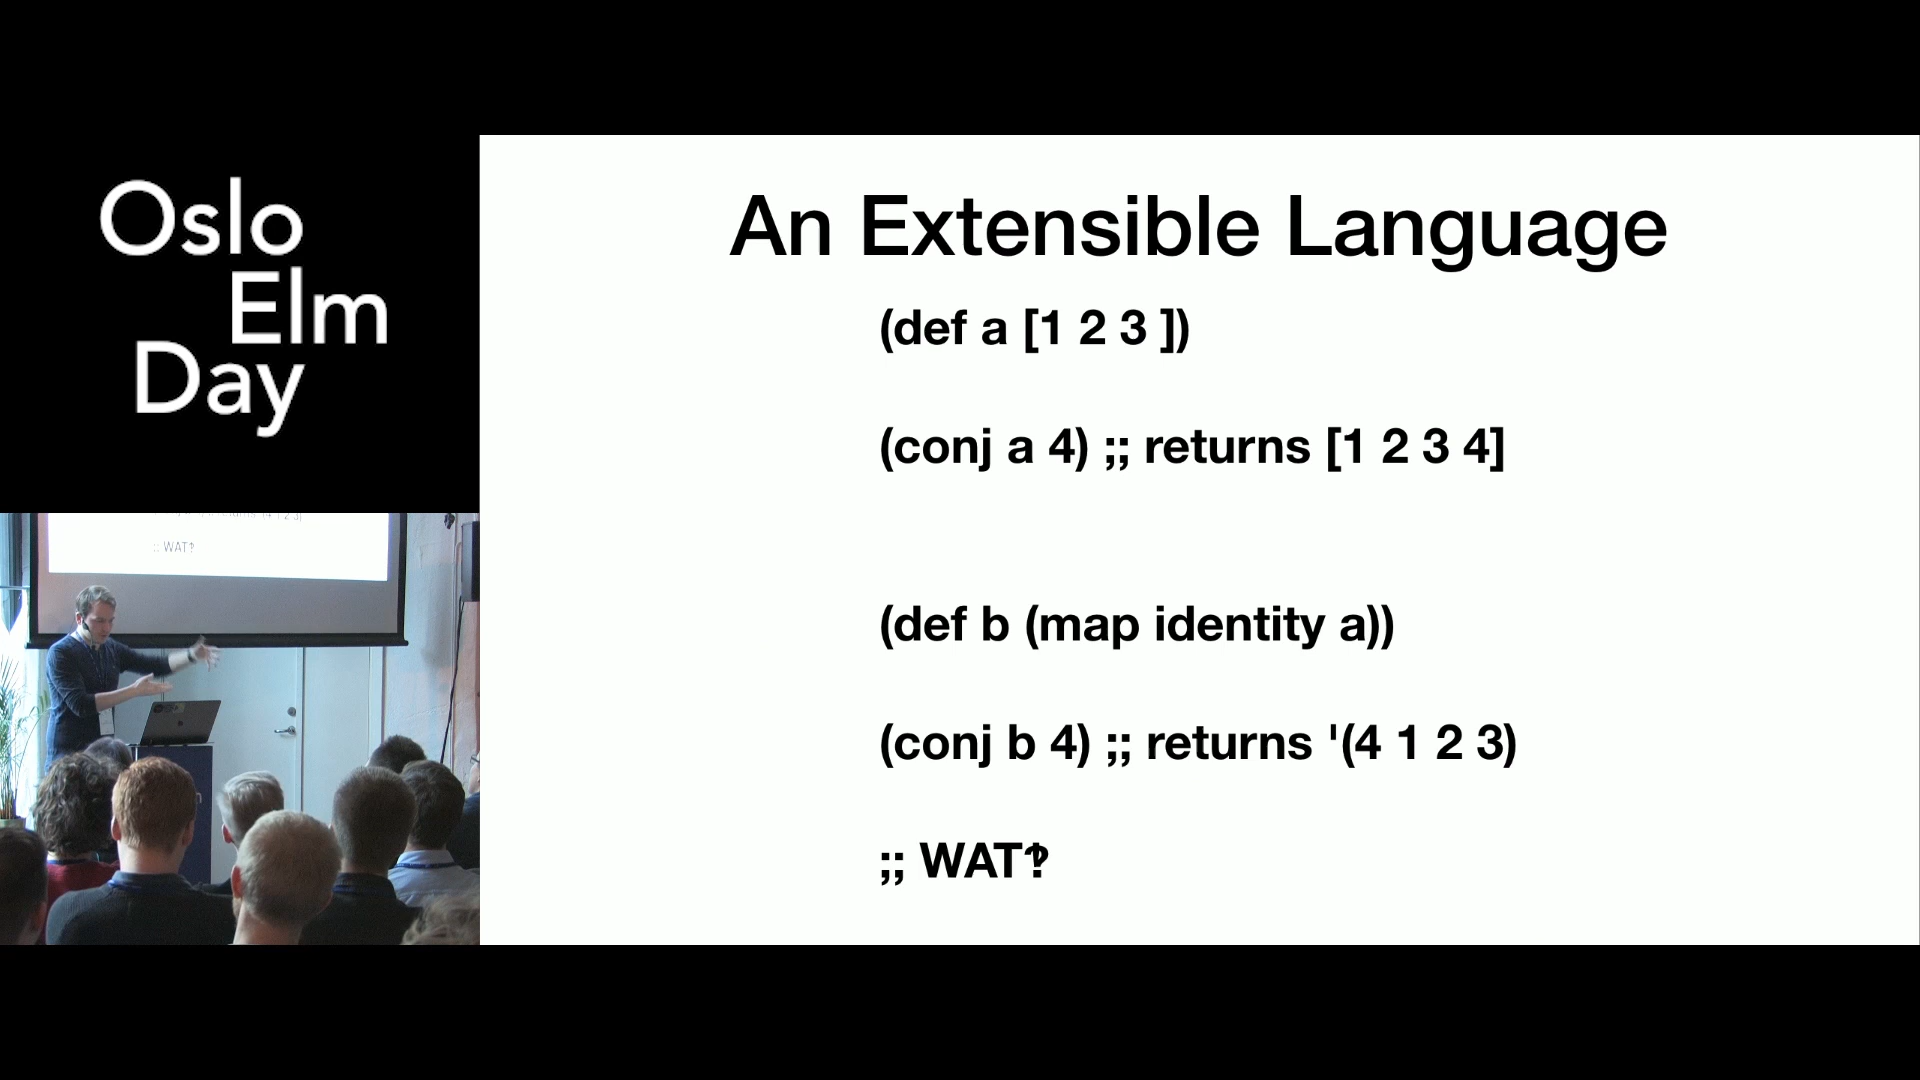 Oslo
Elm
Day
An Extensible Language
(def a [1 2 3 ])
(conj a 4) ;; returns [1 2 3 4]
(def b (map identity a))
(conj b 4) ;; returns '(4 1 2 3)
;; WAT‽
;; WAT‽